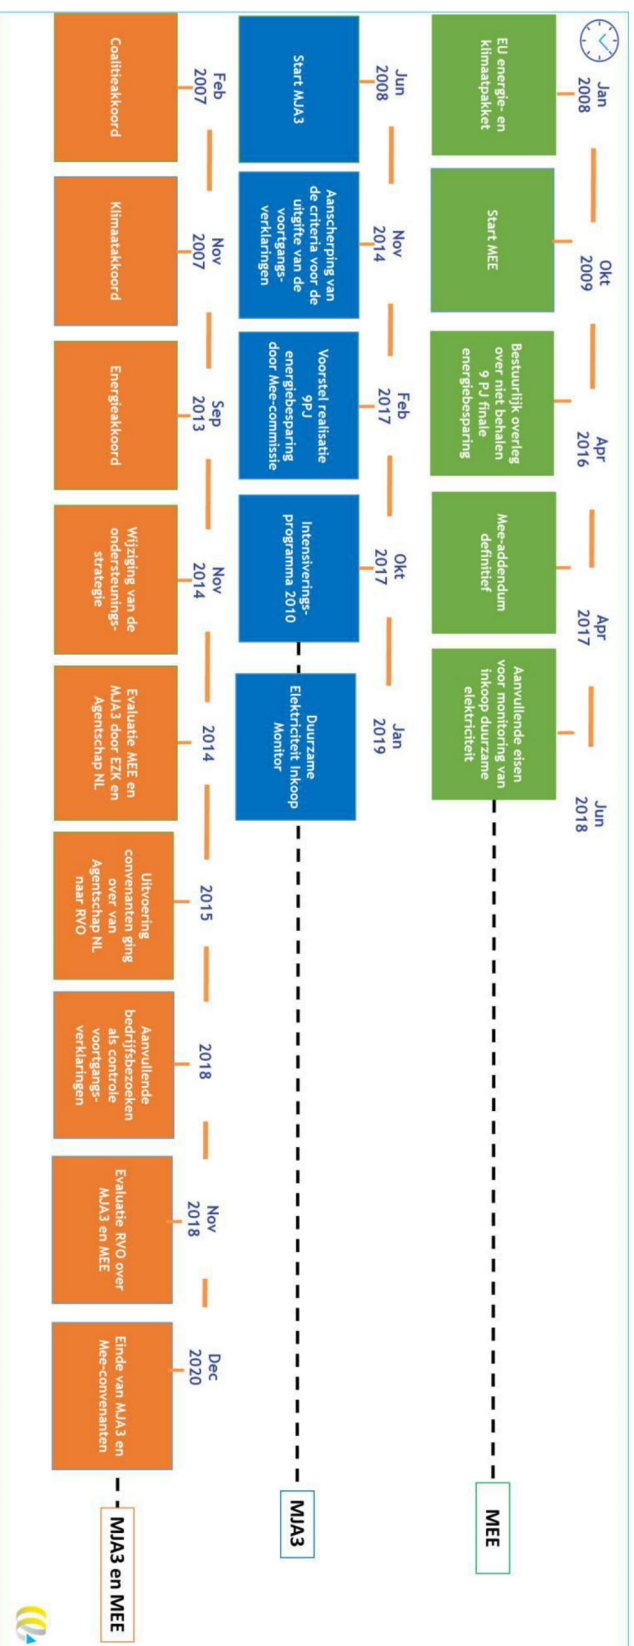 Jan
2008
Okt
2009
Apr
2016
Apr
2017
Jun
2018
EU energie- en
klimaatpakket
Start MEE
Bestuurlijk overleg
over niet behalen
9 PJ finale
energiebesparing
Mee-addendum
definitief
Aanvullende eisen
voor monitoring van
inkoop duurzame
elektriciteit
MEE
Jun
2008
Nov
2014
Feb
2017
Okt
2017
Jan
2019
Start MJA3
Aanscherping van
de criteria voor de
uitgifte van de
voortgangs-
verklaringen
Voorstel realisatie
9PJ
energiebesparing
door Mee-commissie
Intensiverings-
programma 2010
Duurzame
Elektriciteit Inkoop
Monitor
MJA3
Feb
2007
Nov
2007
Sep
2013
Nov
2014
2014
2015
2018
Nov
2018
Dec
2020
Coalitieakkoord
Klimaatakkoord
Energieakkoord
Wijziging van de
ondersteunings-
strategie
Evaluatie MEE en
MJA3 door EZK en
Agentschap NL
Uitvoering
convenanten ging
over van
Agentschap NL
naar RVO
Aanvullende
bedrijfsbezoeken
als controle
voortgangs-
verklaringen
Evaluatie RVO over
MJA3 en MEE
Einde van MJA3 en
Mee-convenanten
MJA3 en MEE